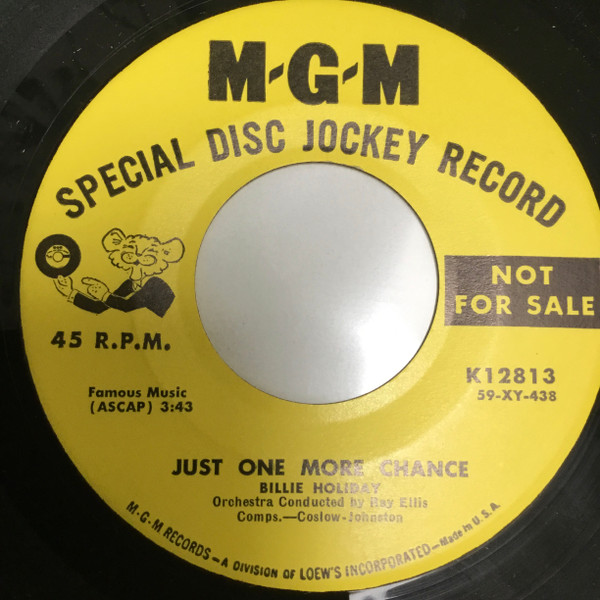 M-G-M
SPECIAL DISC JOCKEY RECORD
NOT
FOR SALE
45 R.P.M.
K12813
59-XY-438
Famous Music
(ASCAP) 3:43
JUST ONE MORE CHANCE
BILLIE HOLIDAY
Orchestra Conducted by Ray Ellis
Comps.—Coslow-Johnston
M-G-M RECORDS—A DIVISION OF LOEW'S INCORPORATED—Made in U.S.A.